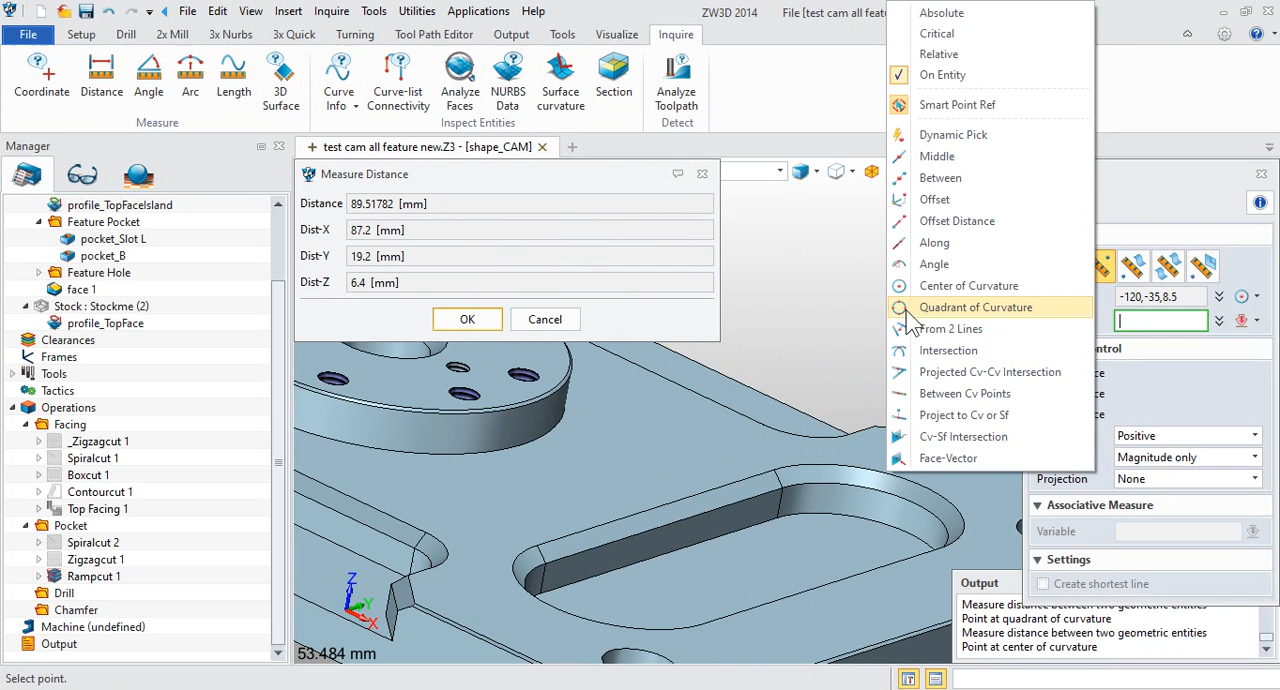 File Edit View Insert Inquire Tools Utilities Applications Help
ZW3D 2014 File [test cam all featu
File Setup Drill 2x Mill 3x Nurbs 3x Quick Turning Tool Path Editor Output Tools Visualize Inquire
Coordinate Distance Angle Arc Length 3D Surface Curve Info Curve-list Connectivity Analyze Faces NURBS Data Surface curvature Section Analyze Toolpath
Measure Inspect Entities Detect
Manager
test cam all feature new.Z3 - [shape_CAM]
profile_TopFaceIsland
Feature Pocket
pocket_Slot L
pocket_B
Feature Hole
face 1
Stock : Stockme (2)
profile_TopFace
Clearances
Frames
Tools
Tactics
Operations
Facing
_Zigzagcut 1
Spiralcut 1
Boxcut 1
Contourcut 1
Top Facing 1
Pocket
Spiralcut 2
Zigzagcut 1
Rampcut 1
Drill
Chamfer
Machine (undefined)
Output
Measure Distance
Distance 89.51782 [mm]
Dist-X 87.2 [mm]
Dist-Y 19.2 [mm]
Dist-Z 6.4 [mm]
OK Cancel
Absolute
Critical
Relative
On Entity
Smart Point Ref
Dynamic Pick
Middle
Between
Offset
Offset Distance
Along
Angle
Center of Curvature
Quadrant of Curvature
From 2 Lines
Intersection
Projected Cv-Cv Intersection
Between Cv Points
Project to Cv or Sf
Cv-Sf Intersection
Face-Vector
-120,-35,8.5
ontrol
ce
ce
ce
Positive
Magnitude only
Projection None
Associative Measure
Variable
Settings
Create shortest line
Output
Measure distance between two geometric entities
Point at quadrant of curvature
Measure distance between two geometric entities
Point at center of curvature
Z
Y
X
53.484 mm
Select point.